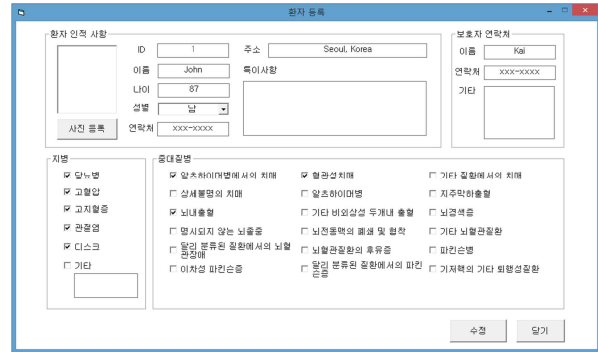 환자 등록
환자 인적 사항
ID 1
이름 John
나이 87
성별 남
사진 등록
연락처 xxx-xxxx
주소 Seoul, Korea
특이사항
보호자 연락처
이름 Kai
연락처 xxx-xxxx
기타
지병
당뉴병
고혈압
고지혈증
관절염
디스크
기타
중대질병
알츠하이머병에서의 치매 혈관성치매 기타 질환에서의 치매
상세불명의 치매 알츠하이머병 지주막하출혈
뇌내출혈 기타 비외상성 두개내 출혈 뇌경색증
명시되지 않는 뇌졸중 뇌전동맥의 폐쇄 및 협착 기타 뇌혈관질환
달리 분류된 질환에서의 뇌혈
관장애 뇌혈관질환의 후유증 파킨슨병
이차성 파킨슨증 달리 분류된 질환에서의 파킨
슨증 기저핵의 기타 퇴행성질환
수정 닫기